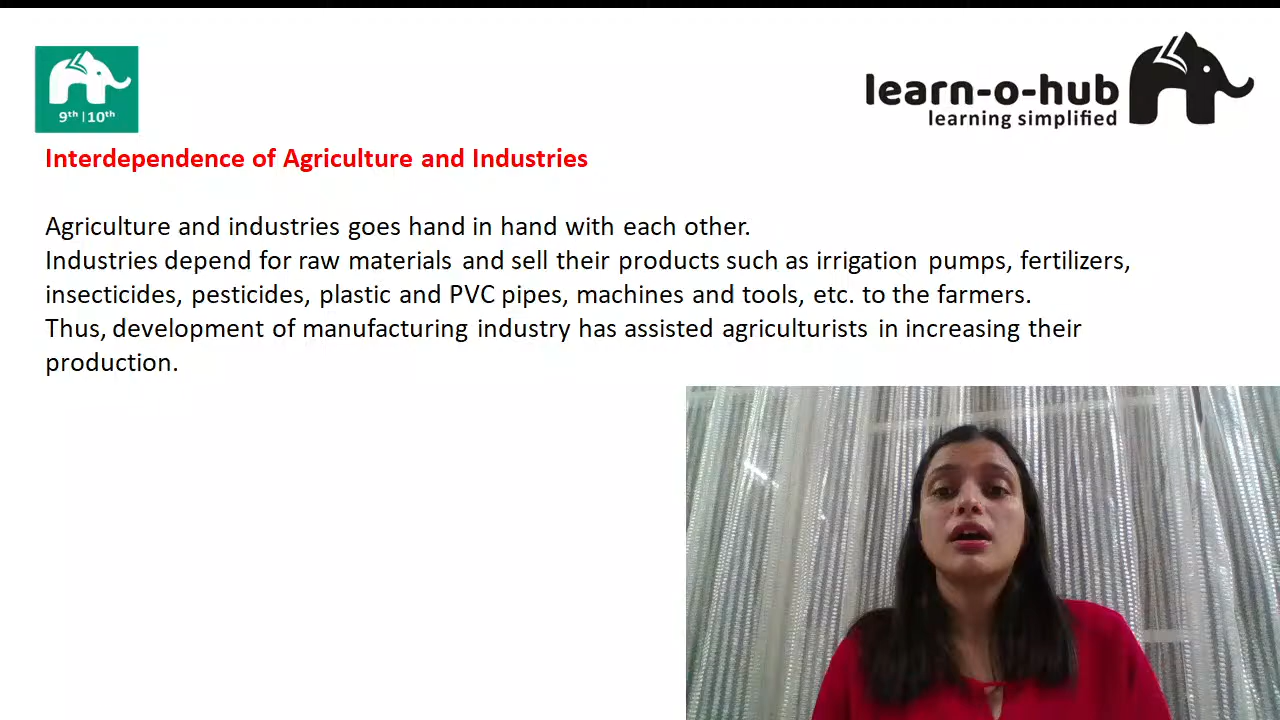 9th | 10th
learn-o-hub
learning simplified
Interdependence of Agriculture and Industries
Agriculture and industries goes hand in hand with each other.
Industries depend for raw materials and sell their products such as irrigation pumps, fertilizers,
insecticides, pesticides, plastic and PVC pipes, machines and tools, etc. to the farmers.
Thus, development of manufacturing industry has assisted agriculturists in increasing their
production.